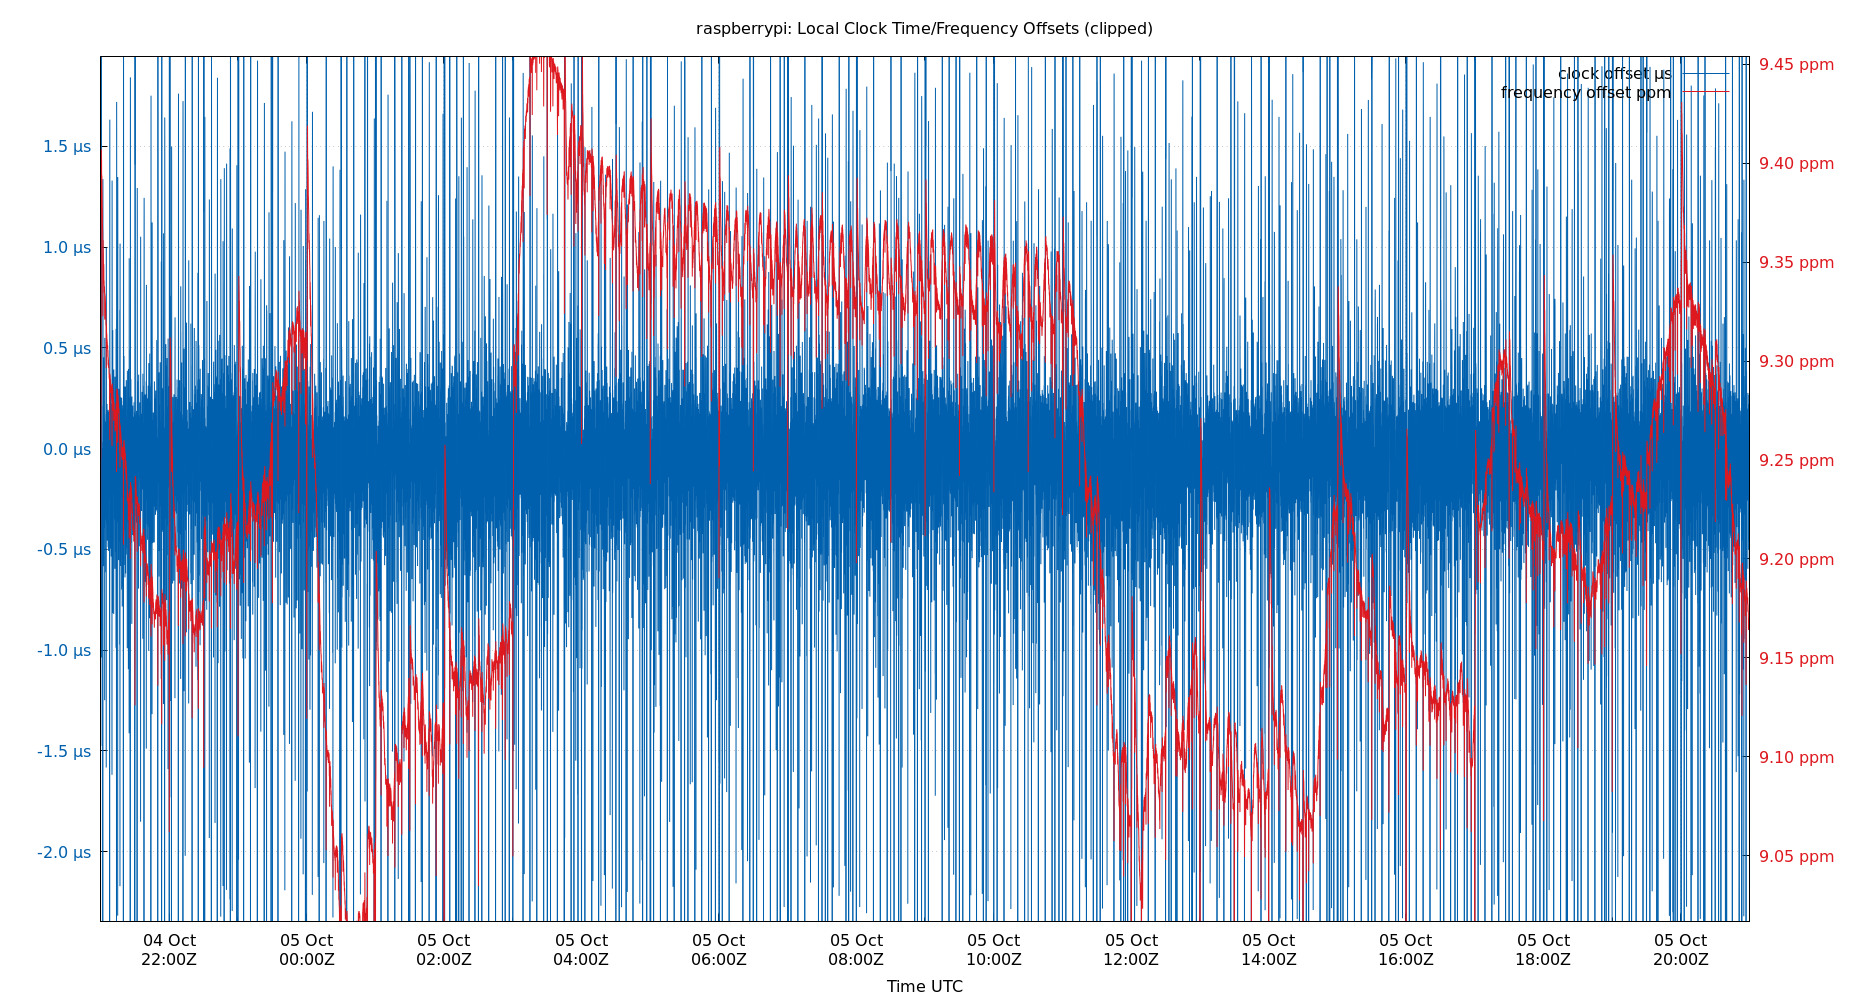 raspberrypi: Local Clock Time/Frequency Offsets (clipped)
clock offset µs
frequency offset ppm
1.5 µs
1.0 µs
0.5 µs
0.0 µs
-0.5 µs
-1.0 µs
-1.5 µs
-2.0 µs
9.45 ppm
9.40 ppm
9.35 ppm
9.30 ppm
9.25 ppm
9.20 ppm
9.15 ppm
9.10 ppm
9.05 ppm
04 Oct 05 Oct 05 Oct 05 Oct 05 Oct 05 Oct 05 Oct 05 Oct 05 Oct 05 Oct 05 Oct 05 Oct
22:00Z 00:00Z 02:00Z 04:00Z 06:00Z 08:00Z 10:00Z 12:00Z 14:00Z 16:00Z 18:00Z 20:00Z
Time UTC